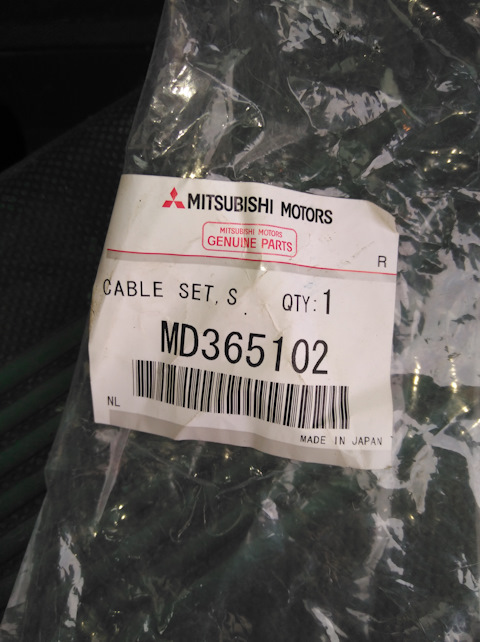 MITSUBISHI MOTORS
MITSUBISHI MOTORS
GENUINE PARTS
R
CABLE SET, S. QTY:1
MD365102
NL
MADE IN JAPAN